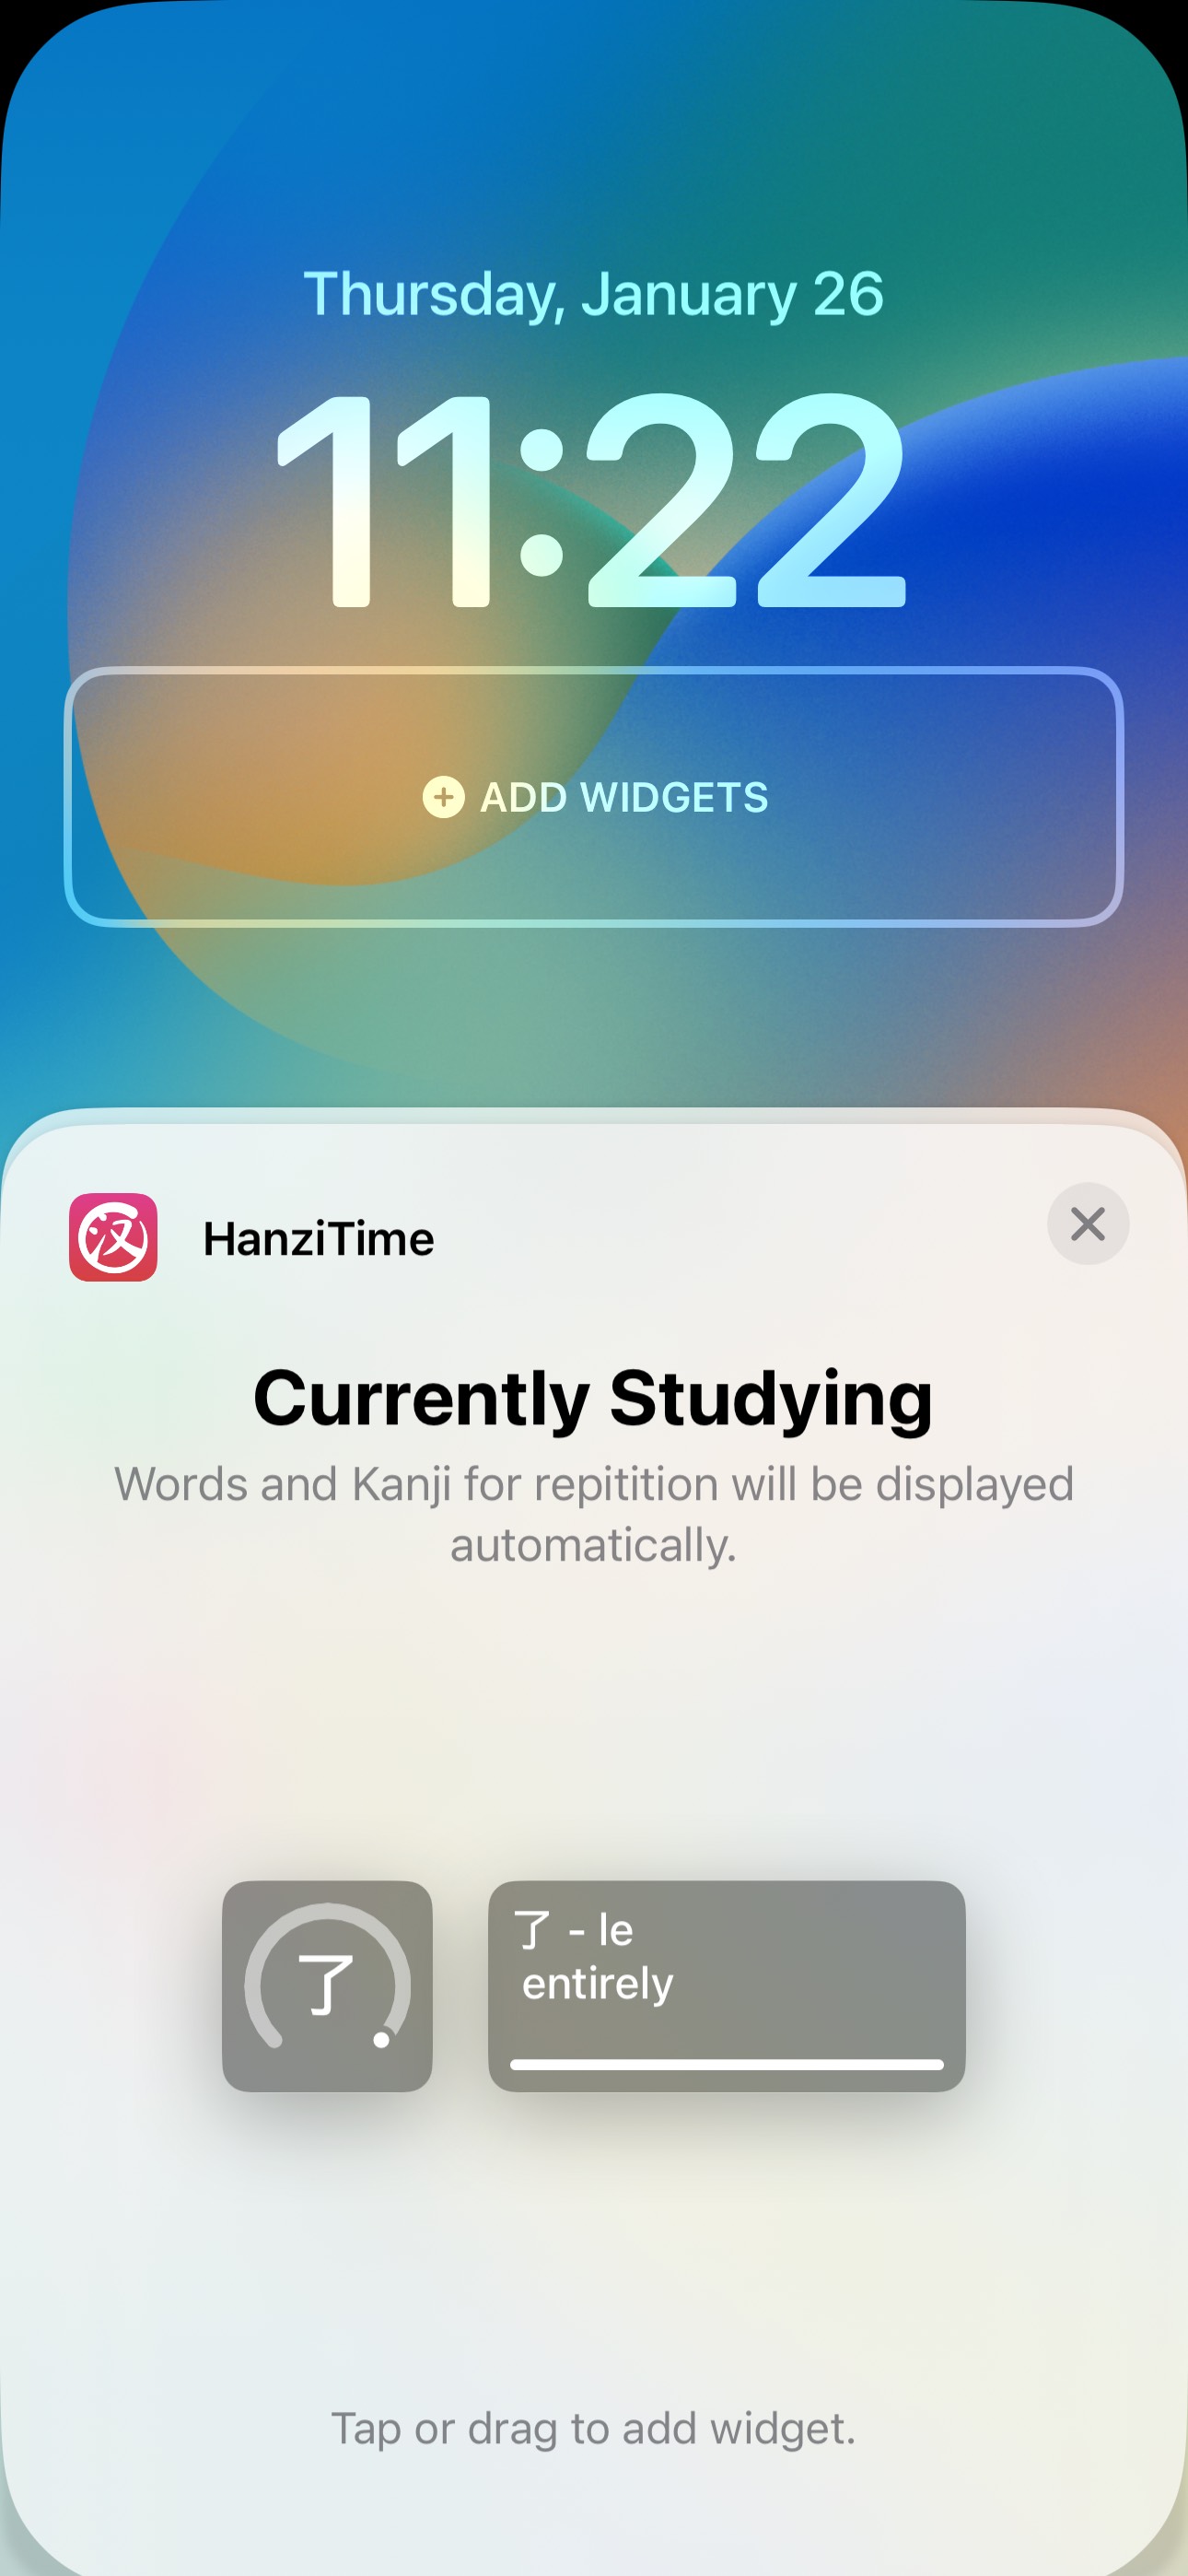 Thursday, January 26
11:22
ADD WIDGETS
汉
HanziTime
Currently Studying
Words and Kanji for repitition will be displayed
automatically.
了
了 - le
entirely
Tap or drag to add widget.